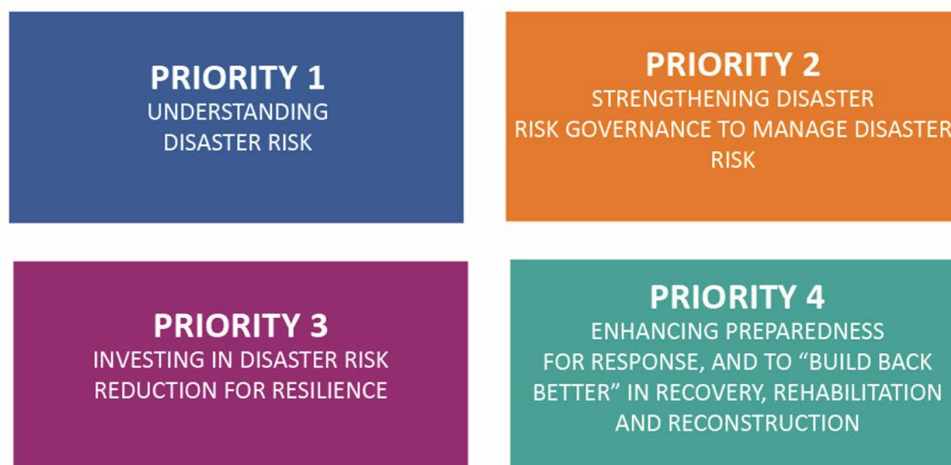 PRIORITY 1
UNDERSTANDING
DISASTER RISK
PRIORITY 2
STRENGTHENING DISASTER
RISK GOVERNANCE TO MANAGE DISASTER
RISK
PRIORITY 3
INVESTING IN DISASTER RISK
REDUCTION FOR RESILIENCE
PRIORITY 4
ENHANCING PREPAREDNESS
FOR RESPONSE, AND TO “BUILD BACK
BETTER” IN RECOVERY, REHABILITATION
AND RECONSTRUCTION